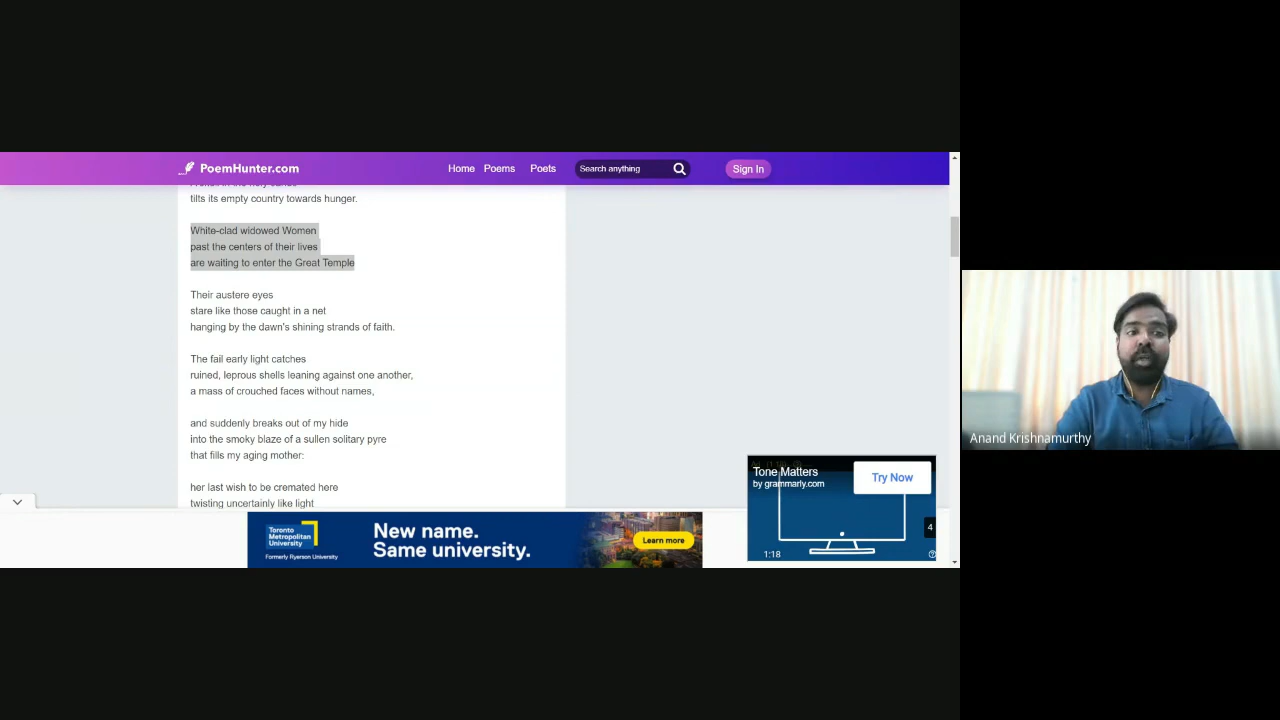 PoemHunter.com
Home Poems Poets Search anything Sign In
tilts its empty country towards hunger.
White-clad widowed Women
past the centers of their lives
are waiting to enter the Great Temple
Their austere eyes
stare like those caught in a net
hanging by the dawn's shining strands of faith.
The fail early light catches
ruined, leprous shells leaning against one another,
a mass of crouched faces without names,
and suddenly breaks out of my hide
into the smoky blaze of a sullen solitary pyre
that fills my aging mother:
her last wish to be cremated here
twisting uncertainly like light
Toronto
Metropolitan
University
Formerly Ryerson University
New name.
Same university.
Learn more
Tone Matters
by grammarly.com
Try Now
4
1:18
Anand Krishnamurthy